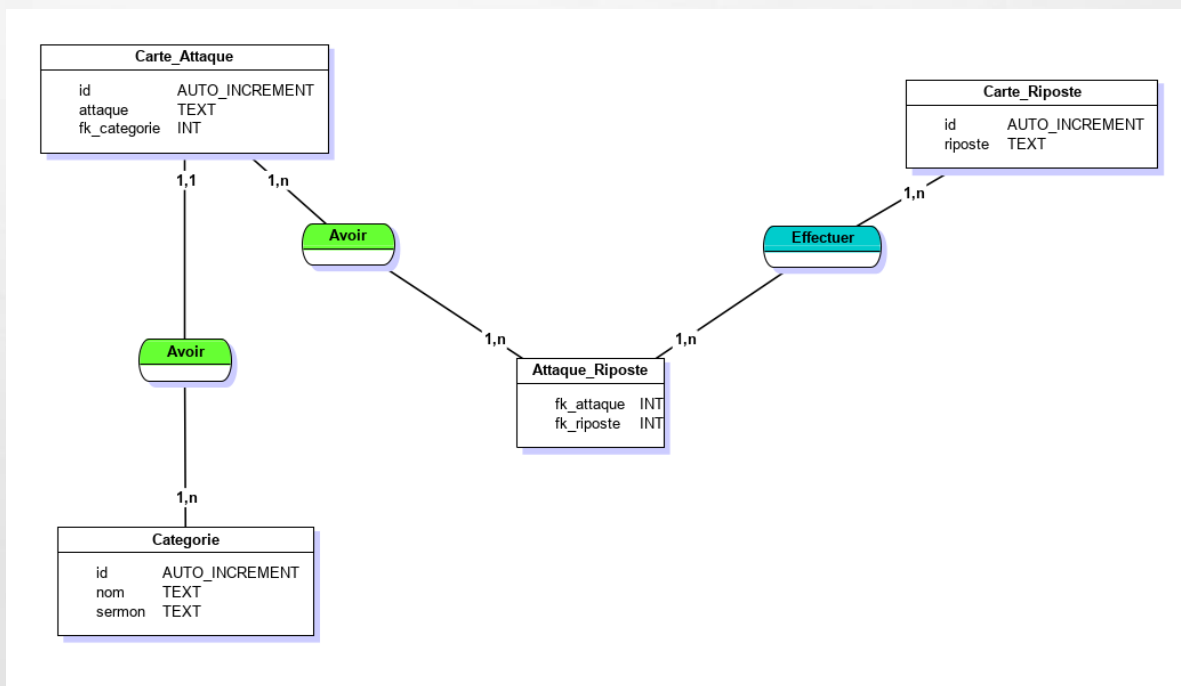 Carte_Attaque
id AUTO_INCREMENT
attaque TEXT
fk_categorie INT
Carte_Riposte
id AUTO_INCREMENT
riposte TEXT
1,1
1,n
1,n
Avoir
Effectuer
1,n
1,n
Avoir
Attaque_Riposte
fk_attaque INT
fk_riposte INT
1,n
Categorie
id AUTO_INCREMENT
nom TEXT
sermon TEXT